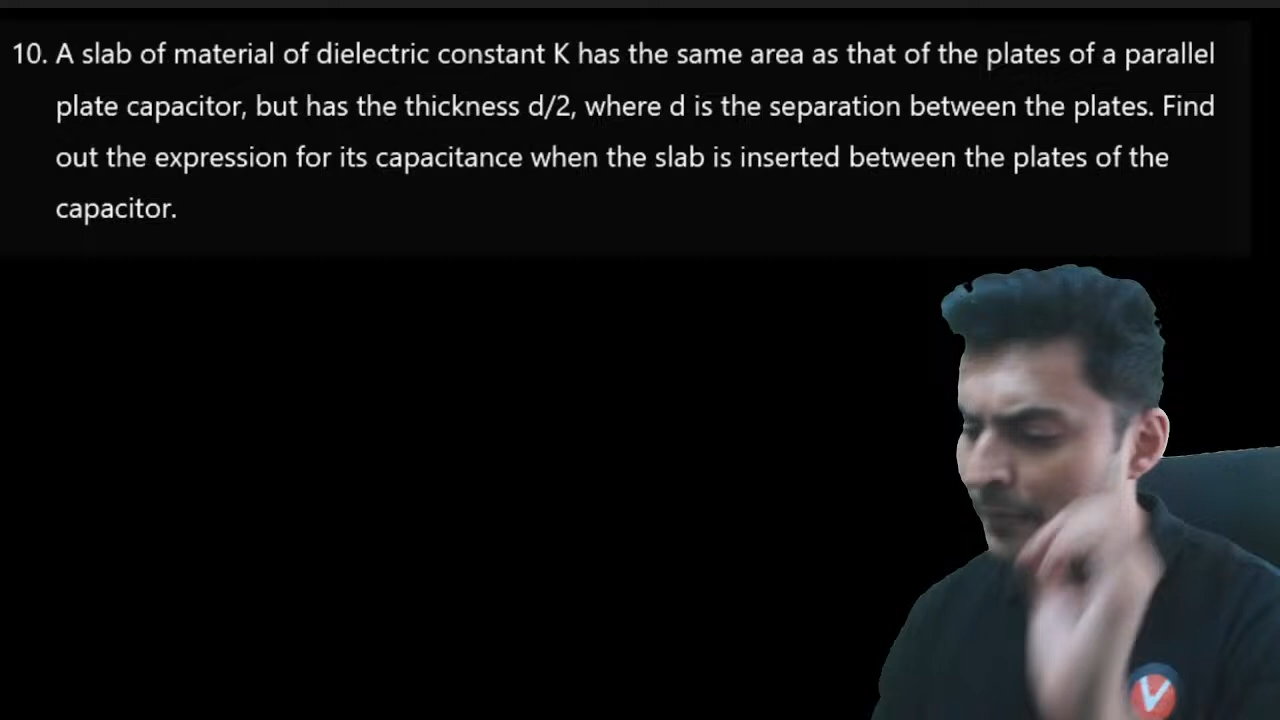 10. A slab of material of dielectric constant K has the same area as that of the plates of a parallel
plate capacitor, but has the thickness d/2, where d is the separation between the plates. Find
out the expression for its capacitance when the slab is inserted between the plates of the
capacitor.
V